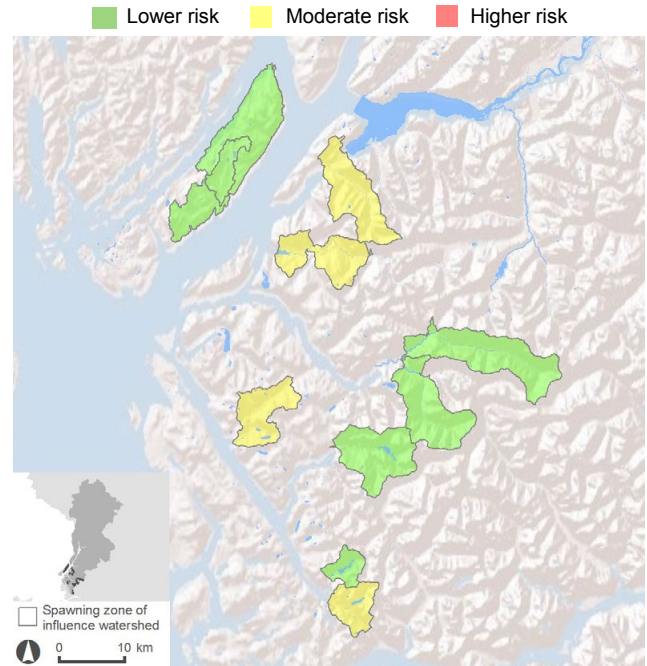 Lower risk Moderate risk Higher risk
Spawning zone of
influence watershed
0 10 km